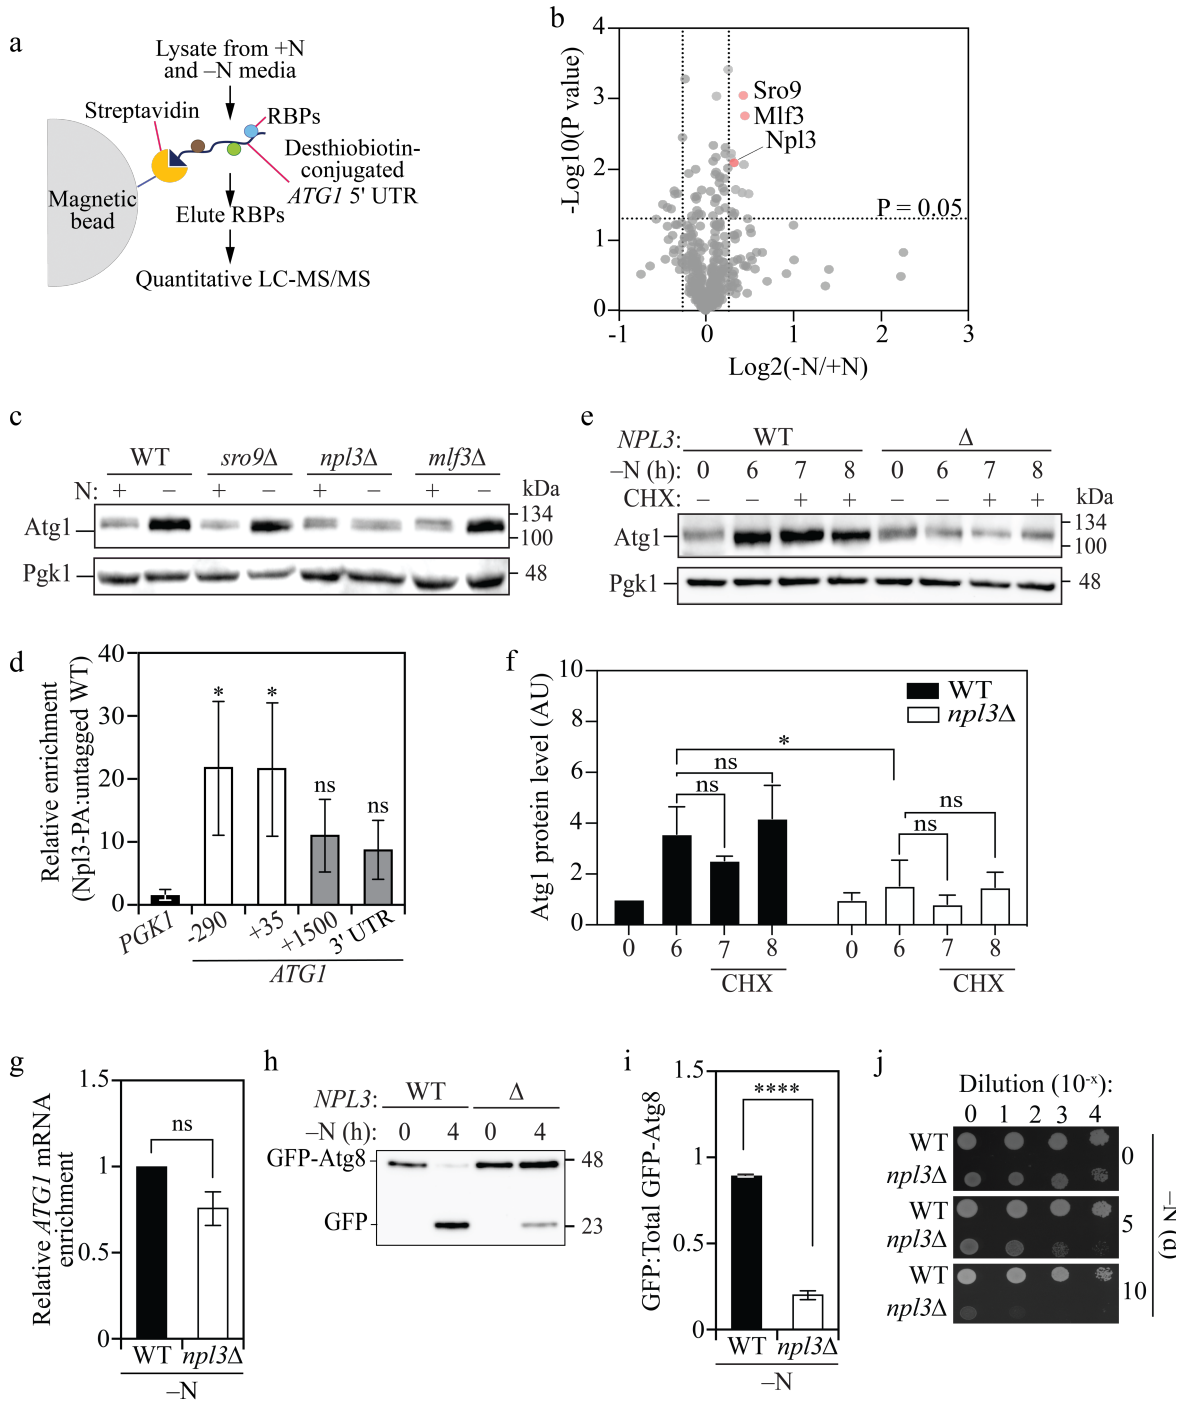 a
Lysate from +N
and –N media
Streptavidin
RBPs
Desthiobiotin-
conjugated
ATG1 5' UTR
Magnetic
bead
Elute RBPs
Quantitative LC-MS/MS
b
-Log10(P value)
4
3
2
1
0
Sro9
Mlf3
Npl3
P = 0.05
-1 0 1 2 3
Log2(-N/+N)
c
WT sro9Δ npl3Δ mlf3Δ
N: + – + – + – + – kDa
Atg1 134
100
Pgk1 48
e
NPL3: WT Δ
–N (h): 0 6 7 8 0 6 7 8
CHX: – – + + – – + + kDa
Atg1 134
100
Pgk1 48
d
Relative enrichment
(Npl3-PA:untagged WT)
40
30
20
10
0
* * ns ns
PGK1 -290 +35 +1500 3' UTR
ATG1
f
Atg1 protein level (AU)
10
8
6
4
2
0
WT
npl3Δ
*
ns
ns
ns
ns
0 6 7 8 0 6 7 8
CHX CHX
g
Relative ATG1 mRNA
enrichment
1.5
1
0.5
0
ns
WT npl3Δ
–N
h
NPL3: WT Δ
–N (h): 0 4 0 4
GFP-Atg8 48
GFP 23
i
GFP:Total GFP-Atg8
1.5
1
0.5
0
****
WT npl3Δ
–N
j
Dilution (10-x):
0 1 2 3 4
WT
npl3Δ
0
WT
npl3Δ
5
WT
npl3Δ
10
–N (d)